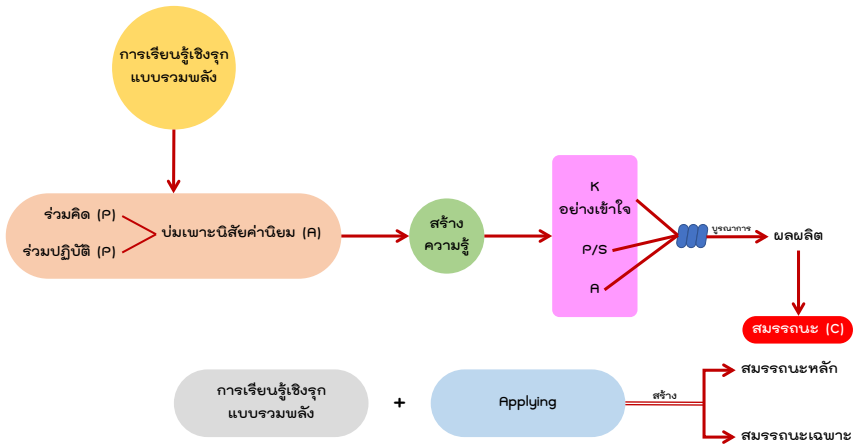 การเรียนรู้เชิงรุก
แบบรวมพลัง
ร่วมคิด (P)
ร่วมปฏิบัติ (P)
บ่มเพาะนิสัยค่านิยม (A)
สร้าง
ความรู้
K
อย่างเข้าใจ
P/S
A
บูรณาการ
ผลผลิต
สมรรถนะ (C)
การเรียนรู้เชิงรุก
แบบรวมพลัง
+
Applying
สร้าง
สมรรถนะหลัก
สมรรถนะเฉพาะ